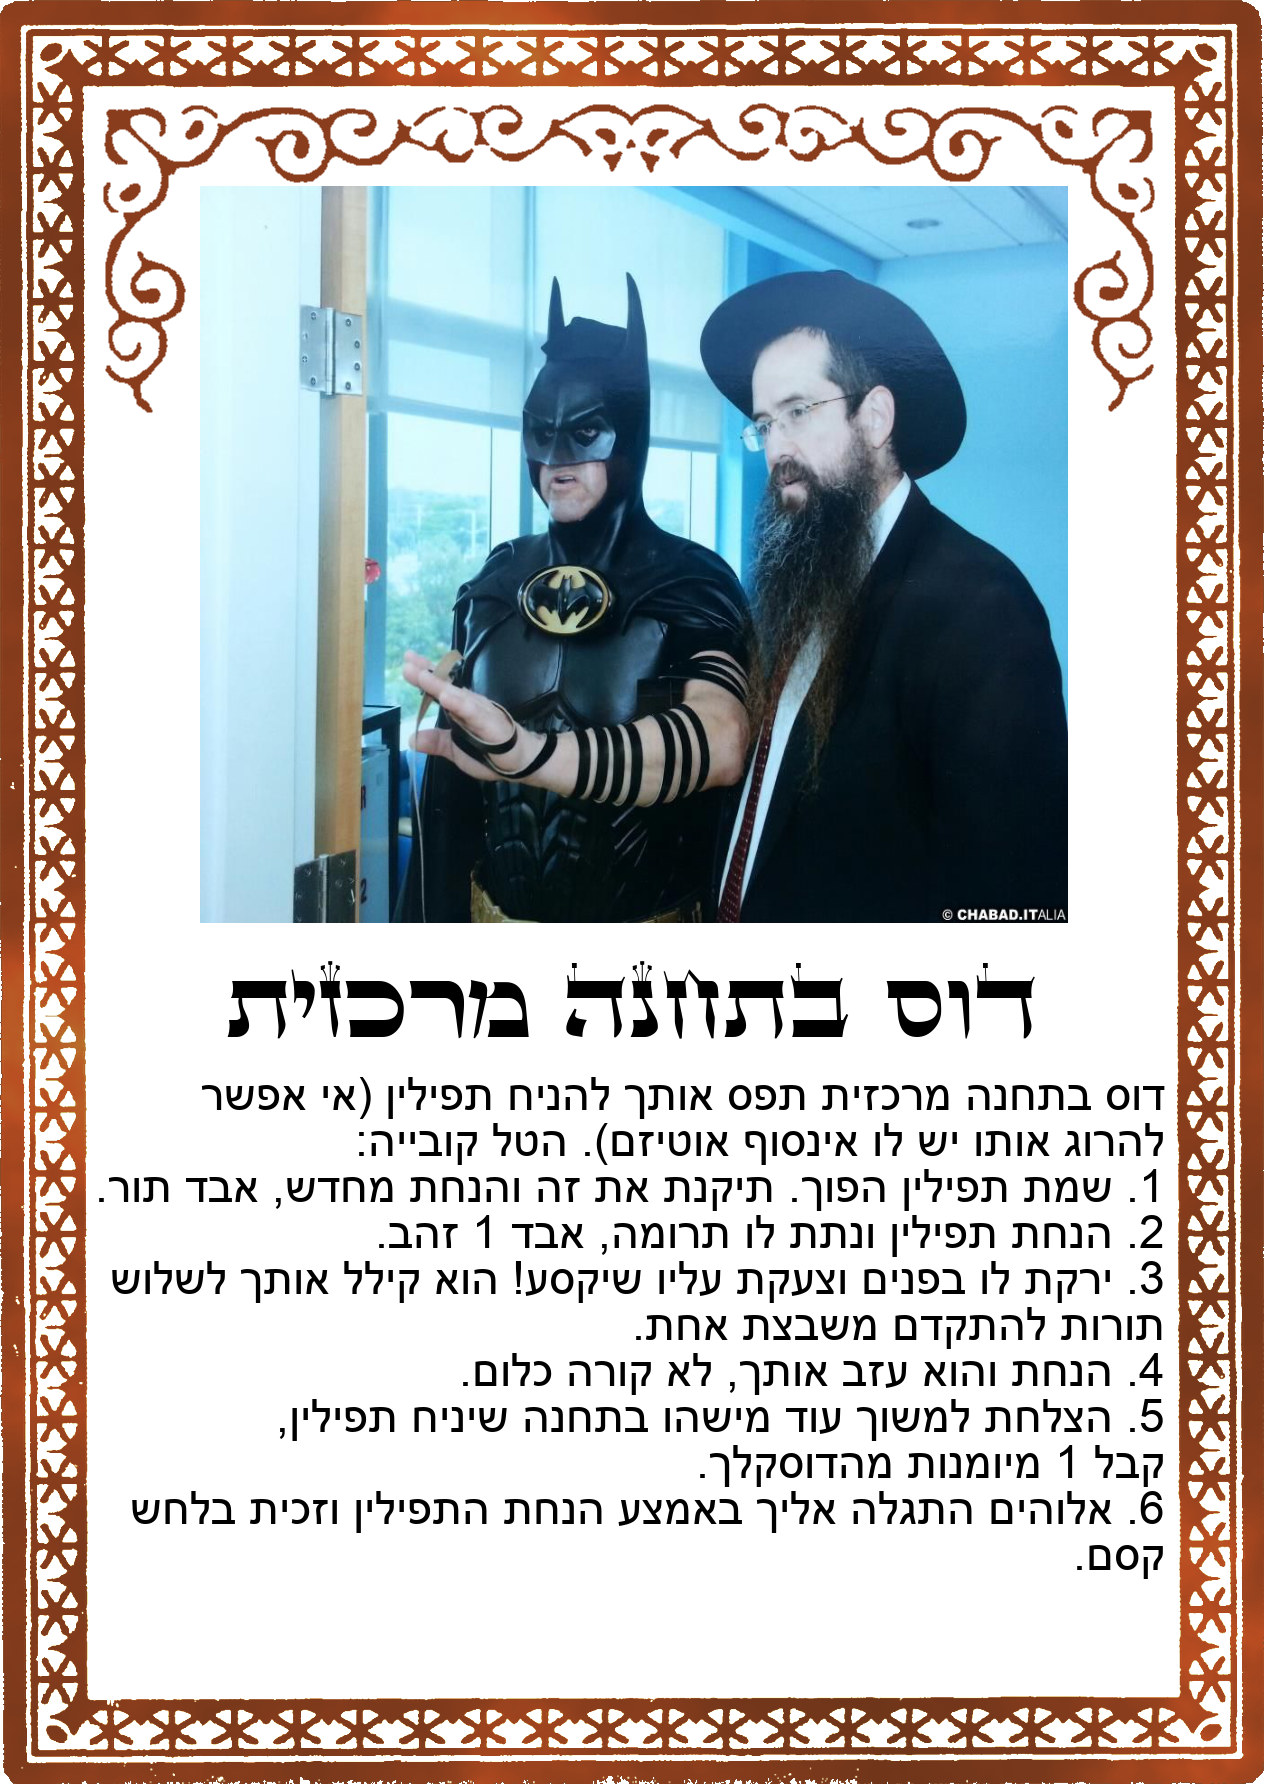 © CHABAD.ITALIA
דוס בתחנה מרכזית
דוס בתחנה מרכזית תפס אותך להניח תפילין (אי אפשר
להרוג אותו יש לו אינסוף אוטיזם). הטל קובייה:
1. שמת תפילין הפוך. תיקנת את זה והנחת מחדש, אבד תור.
2. הנחת תפילין ונתת לו תרומה, אבד 1 זהב.
3. ירקת לו בפנים וצעקת עליו שיקסע! הוא קילל אותך לשלוש
תורות להתקדם משבצת אחת.
4. הנחת והוא עזב אותך, לא קורה כלום.
5. הצלחת למשוך עוד מישהו בתחנה שיניח תפילין,
קבל 1 מיומנות מהדוסקלך.
6. אלוהים התגלה אליך באמצע הנחת התפילין וזכית בלחש
קסם.